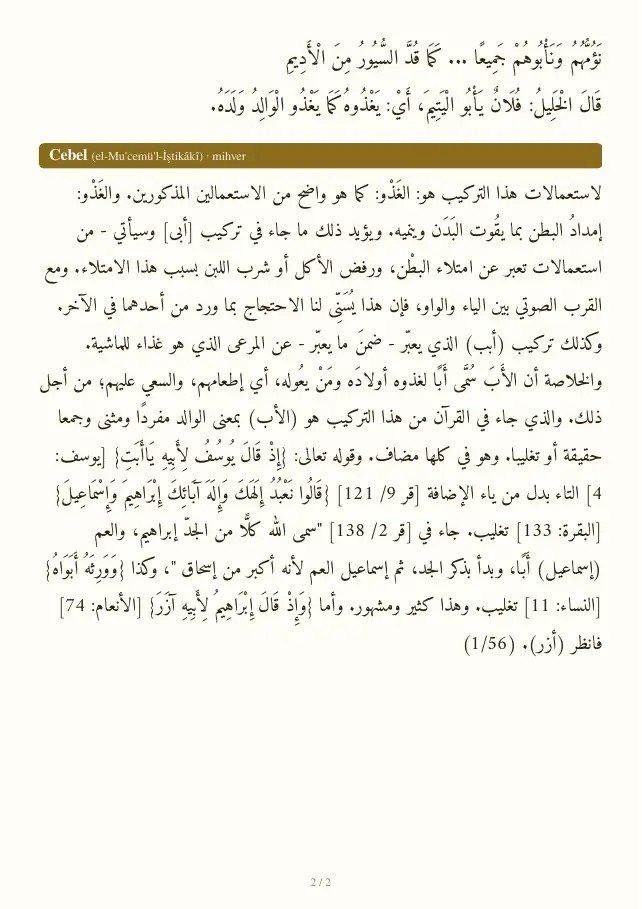 نَؤُمُّهُمُ وَنَأْبُوهُمْ جَمِيعًا ... كَمَا قُدَّ السُّيُورُ مِنَ الْأَدِيمِ
قَالَ الْخَلِيلُ: فُلَانٌ يَأْبُو الْيَتِيمَ، أَيْ: يَغْذُوهُ كَمَا يَغْذُو الْوَالِدُ وَلَدَهُ.
Cebel (el-Mu'cemü'l-İştikâkî) · mihver
لاستعمالات هذا التركيب هو: الغَذْو: كما هو واضح من الاستعمالين المذكورين. والغَذْو:
إمدادُ البطن بما يقُوت البَدَن وينميه. ويؤيد ذلك ما جاء في تركيب [أبى] وسيأتي - من
استعمالات تعبر عن امتلاء البطْن، ورفض الأكل أو شرب اللبن بسبب هذا الامتلاء. ومع
القرب الصوتي بين الياء والواو، فإن هذا يُسَنِّى لنا الاحتجاج بما ورد من أحدهما في الآخر.
وكذلك تركيب (أبب) الذي يعبّر - ضمنَ ما يعبّر - عن المرعى الذي هو غذاء للماشية.
والخلاصة أن الأَبَ سُمَّى أبًا لغذوه أولادَه ومَنْ يعُوله، أي إطعامهم، والسعي عليهم؛ من أجل
ذلك. والذي جاء في القرآن من هذا التركيب هو (الأب) بمعنى الوالد مفردًا ومثنى وجمعا
حقيقة أو تغليبا. وهو في كلها مضاف. وقوله تعالى: {إِذْ قَالَ يُوسُفُ لِأَبِيهِ يَاأَبَتِ} [يوسف:
4] التاء بدل من ياء الإضافة [قر 9/ 121] {قَالُوا نَعْبُدُ إِلَهَكَ وَإِلَهَ آبَائِكَ إِبْرَاهِيمَ وَإِسْمَاعِيلَ}
[البقرة: 133] تغليب. جاء في [قر 2/ 138] "سمى الله كلًّا من الجدّ إبراهيم، والعم
(إسماعيل) أبًا، وبدأ بذكر الجد، ثم إسماعيل العم لأنه أكبر من إسحاق "، وكذا {وَوَرِثَهُ أَبَوَاهُ}
[النساء: 11] تغليب. وهذا كثير ومشهور. وأما {وَإِذْ قَالَ إِبْرَاهِيمُ لِأَبِيهِ آزَرَ} [الأنعام: 74]
فانظر (أزر). (1/56)
2 / 2